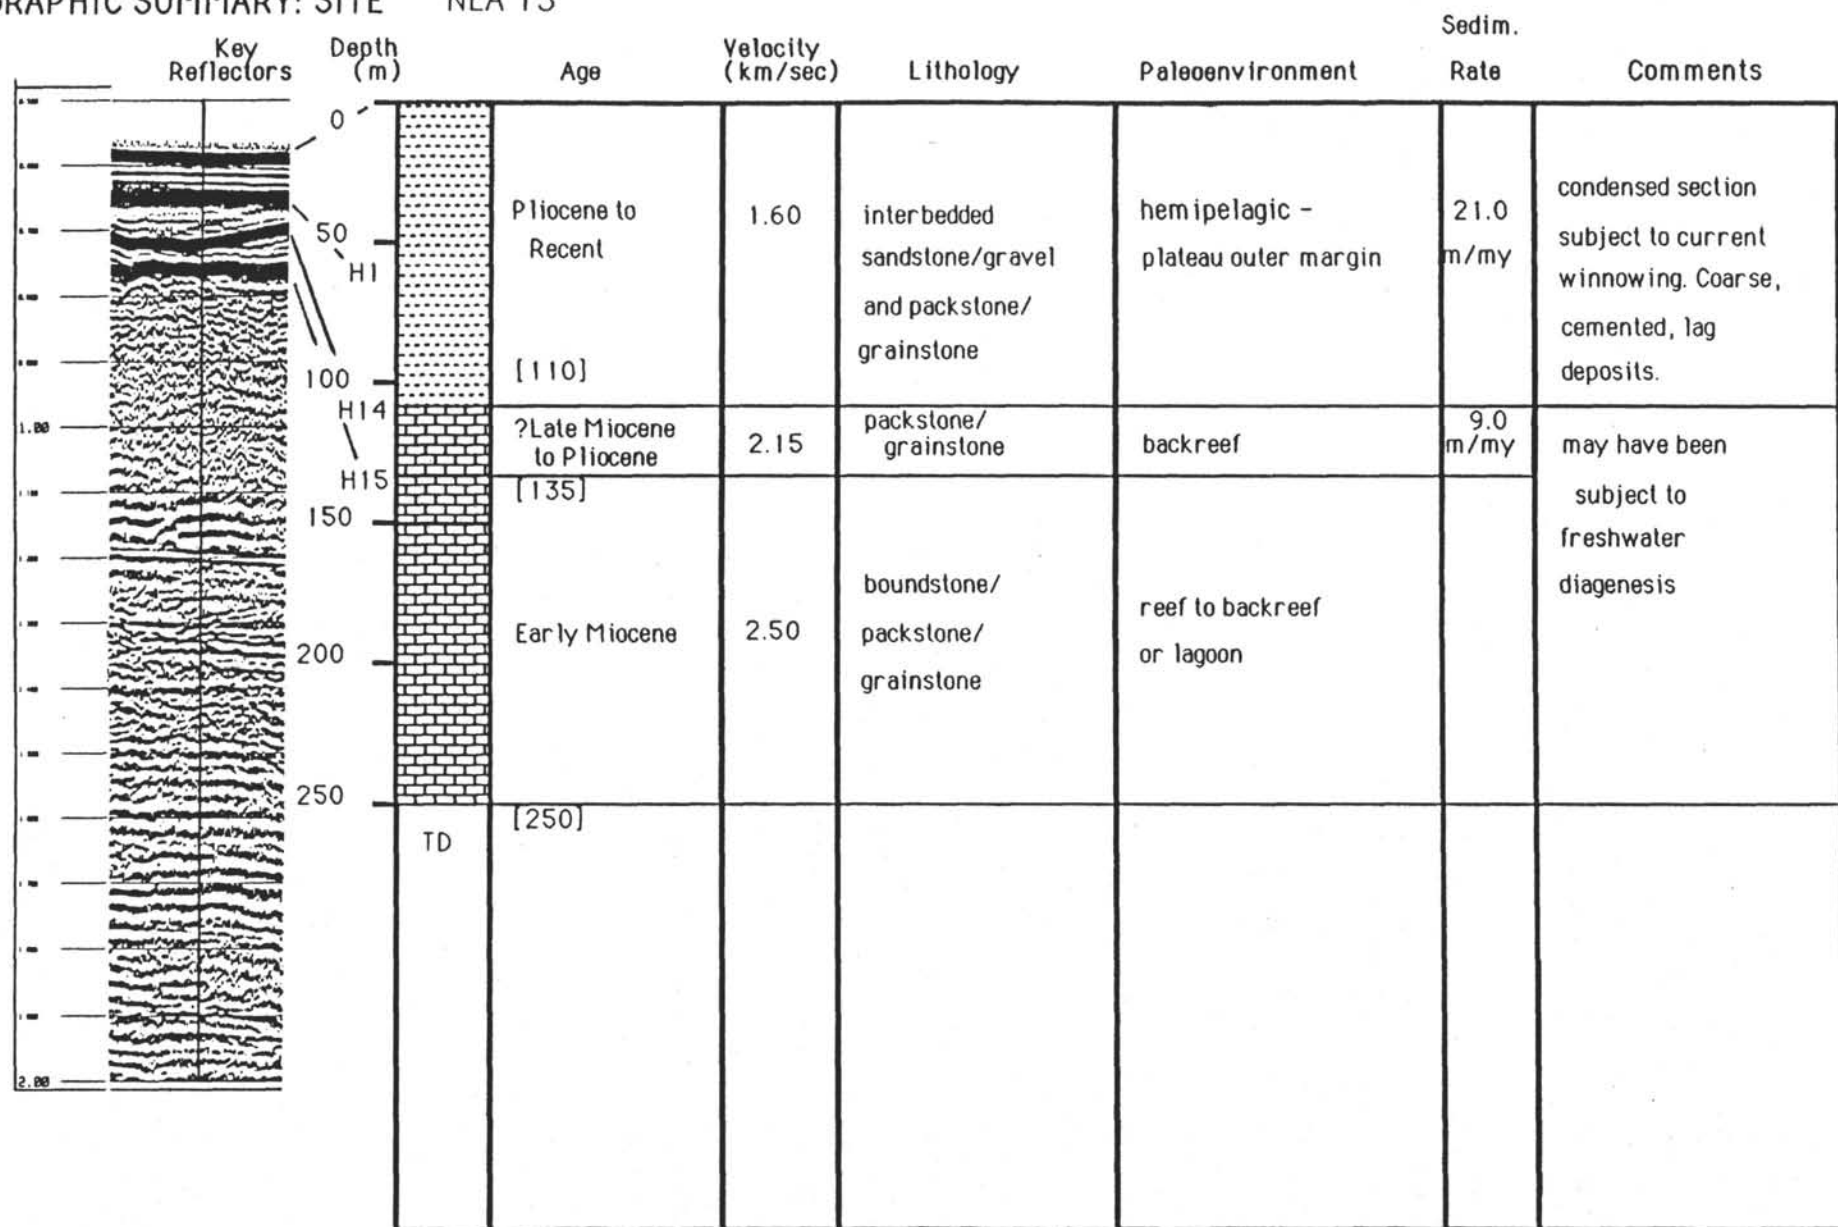 GRAPHIC SUMMARY: SITE NEA 13
Key Reflectors
Depth (m)
Age
Velocity (km/sec)
Lithology
Paleoenvironment
Sedim. Rate
Comments
0
50
H1
100
H14
H15
150
200
250
1.00
2.00
Pliocene to
Recent
[110]
1.60
interbedded
sandstone/gravel
and packstone/
grainstone
hemipelagic -
plateau outer margin
21.0
m/my
condensed section
subject to current
winnowing. Coarse,
cemented, lag
deposits.
?Late Miocene
to Pliocene
2.15
packstone/
grainstone
backreef
9.0
m/my
may have been
subject to
freshwater
diagenesis
[135]
Early Miocene
2.50
boundstone/
packstone/
grainstone
reef to backreef
or lagoon
[250]
TD